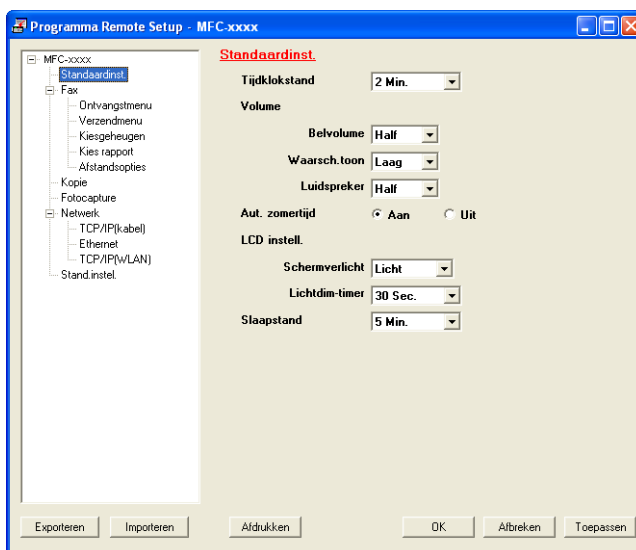 Programma Remote Setup - MFC-xxxx
MFC-xxxx
Standaardinst.
Fax
Ontvangstmenu
Verzendmenu
Kiesgeheugen
Kies rapport
Afstandsopties
Kopie
Fotocapture
Netwerk
TCP/IP(kabel)
Ethernet
TCP/IP(WLAN)
Stand.instel.
Standaardinst.
Tijdklokstand 2 Min.
Volume
Belvolume Half
Waarsch.toon Laag
Luidspreker Half
Aut. zomertijd Aan Uit
LCD instell.
Schermverlicht Licht
Lichtdim-timer 30 Sec.
Slaapstand 5 Min.
Exporteren Importeren Afdrukken OK Afbreken Toepassen